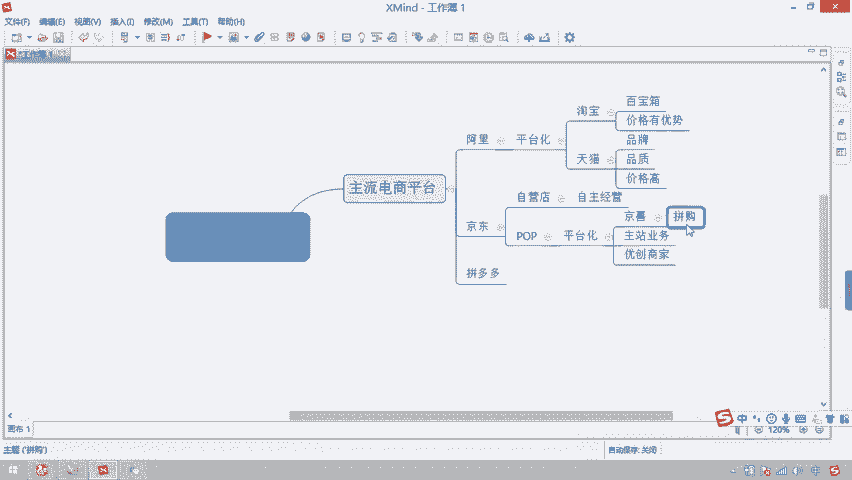 XMind - 工作簿 1
文件(F) 编辑(E) 视图(V) 插入(I) 修改(M) 工具(T) 帮助(H)
工作簿 1
百宝箱
淘宝
价格有优势
阿里
平台化
品牌
天猫
品质
价格高
主流电商平台
自营店
自主经营
京东
京喜
拼购
POP
平台化
主站业务
优创商家
拼多多
画布 1
中
120%
主题 ('拼购')
自动保存: 关闭
中